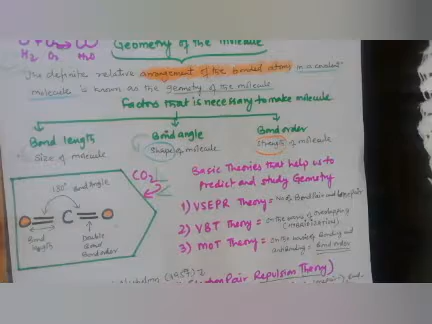 H₂ O₂ H₂O
Geometry of the molecule
The definite relative arrangement of the bonded atoms in a covalent
molecule is known as the geometry of the molecule
Factors that is necessary to make molecule
Bond length Bond angle Bond order
Size of molecule Shape of molecule Strength of molecule
CO₂
180° Bond Angle
O = C = O
Bond length
Double Bond Bond order
Basic Theories that help us to
Predict and study Geometry
1) VSEPR Theory = No of Bond Pair and lone pair
2) VBT Theory = on the basis of overlapping
(Hybridisation)
3) MOT Theory = on the basis of Bonding and
Antibonding = Bond order
(1957)
Electron Pair Repulsion Theory)